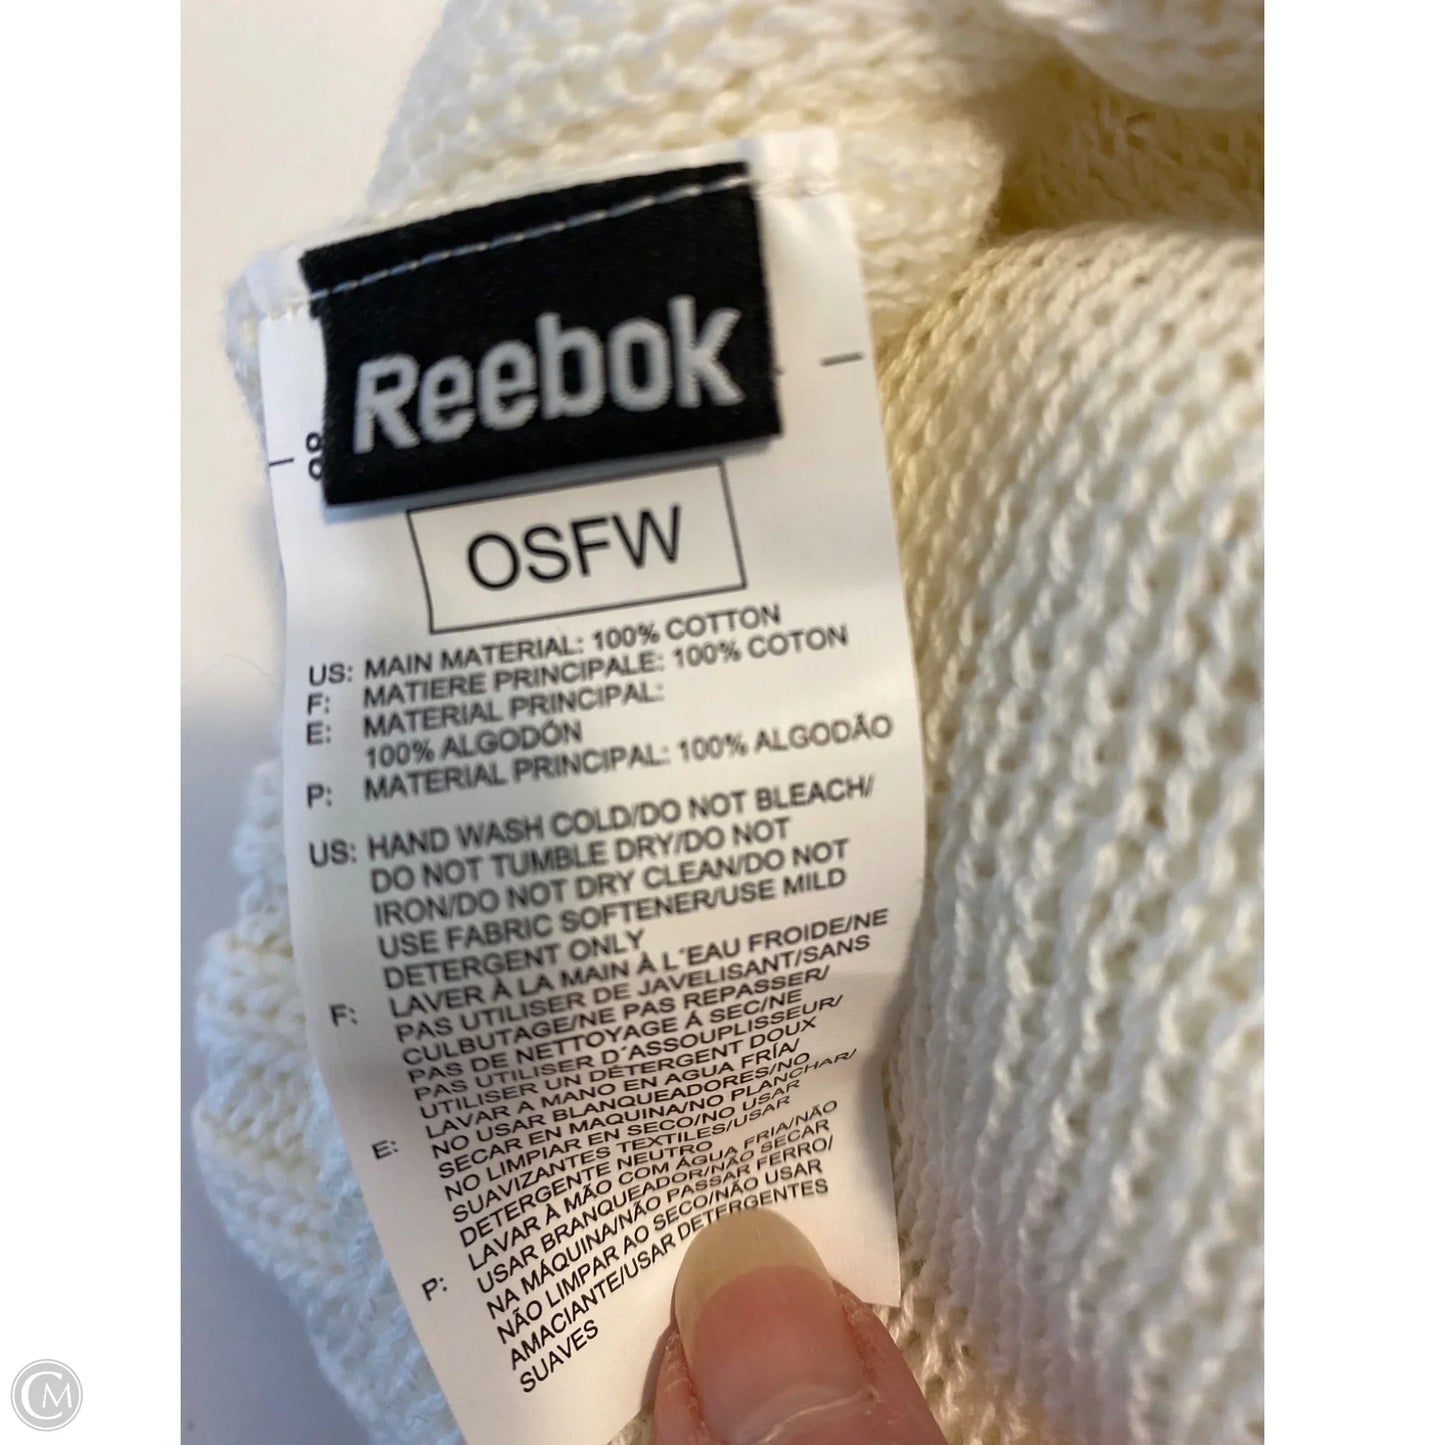 Reebok
OSFW
US: MAIN MATERIAL: 100% COTTON
F: MATIERE PRINCIPALE: 100% COTON
E: MATERIAL PRINCIPAL:
100% ALGODÓN
P: MATERIAL PRINCIPAL: 100% ALGODÃO
US: HAND WASH COLD/DO NOT BLEACH/
DO NOT TUMBLE DRY/DO NOT
IRON/DO NOT DRY CLEAN/DO NOT
USE FABRIC SOFTENER/USE MILD
DETERGENT ONLY
F: LAVER À LA MAIN À L´EAU FROIDE/NE
PAS UTILISER DE JAVELISANT/SANS
CULBUTAGE/NE PAS REPASSER/
PAS DE NETTOYAGE À SEC/NE
PAS UTILISER D´ASSOUPLISSEUR/
UTILISER UN DÉTERGENT DOUX
E: LAVAR A MANO EN AGUA FRÍA/
NO USAR BLANQUEADORES/NO
SECAR EN MAQUINA/NO PLANCHAR/
NO LIMPIAR EN SECO/NO USAR
SUAVIZANTES TEXTILES/USAR
DETERGENTE NEUTRO
P: LAVAR À MÃO COM ÁGUA FRIA/NÃO
USAR BRANQUEADOR/NÃO SECAR
NA MÁQUINA/NÃO PASSAR FERRO/
NÃO LIMPAR AO SECO/NÃO USAR
AMACIANTE/USAR DETERGENTES
SUAVES
CM